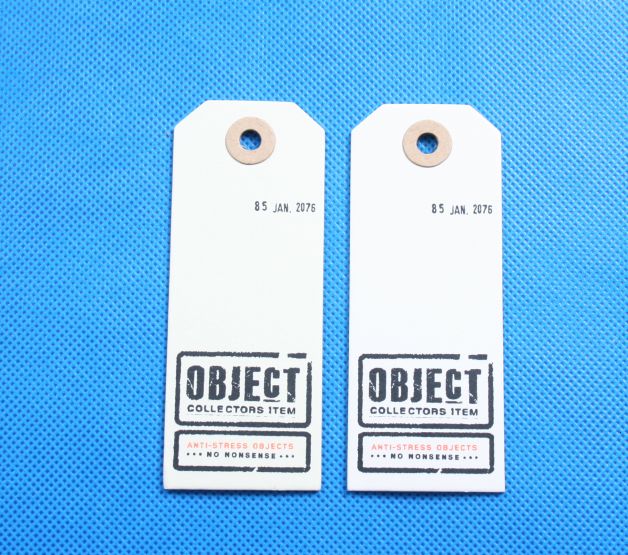 85 JAN. 2076
OBJECT
COLLECTORS ITEM
ANTI-STRESS OBJECTS
••• NO NONSENSE •••
85 JAN. 2076
OBJECT
COLLECTORS ITEM
ANTI-STRESS OBJECTS
••• NO NONSENSE •••